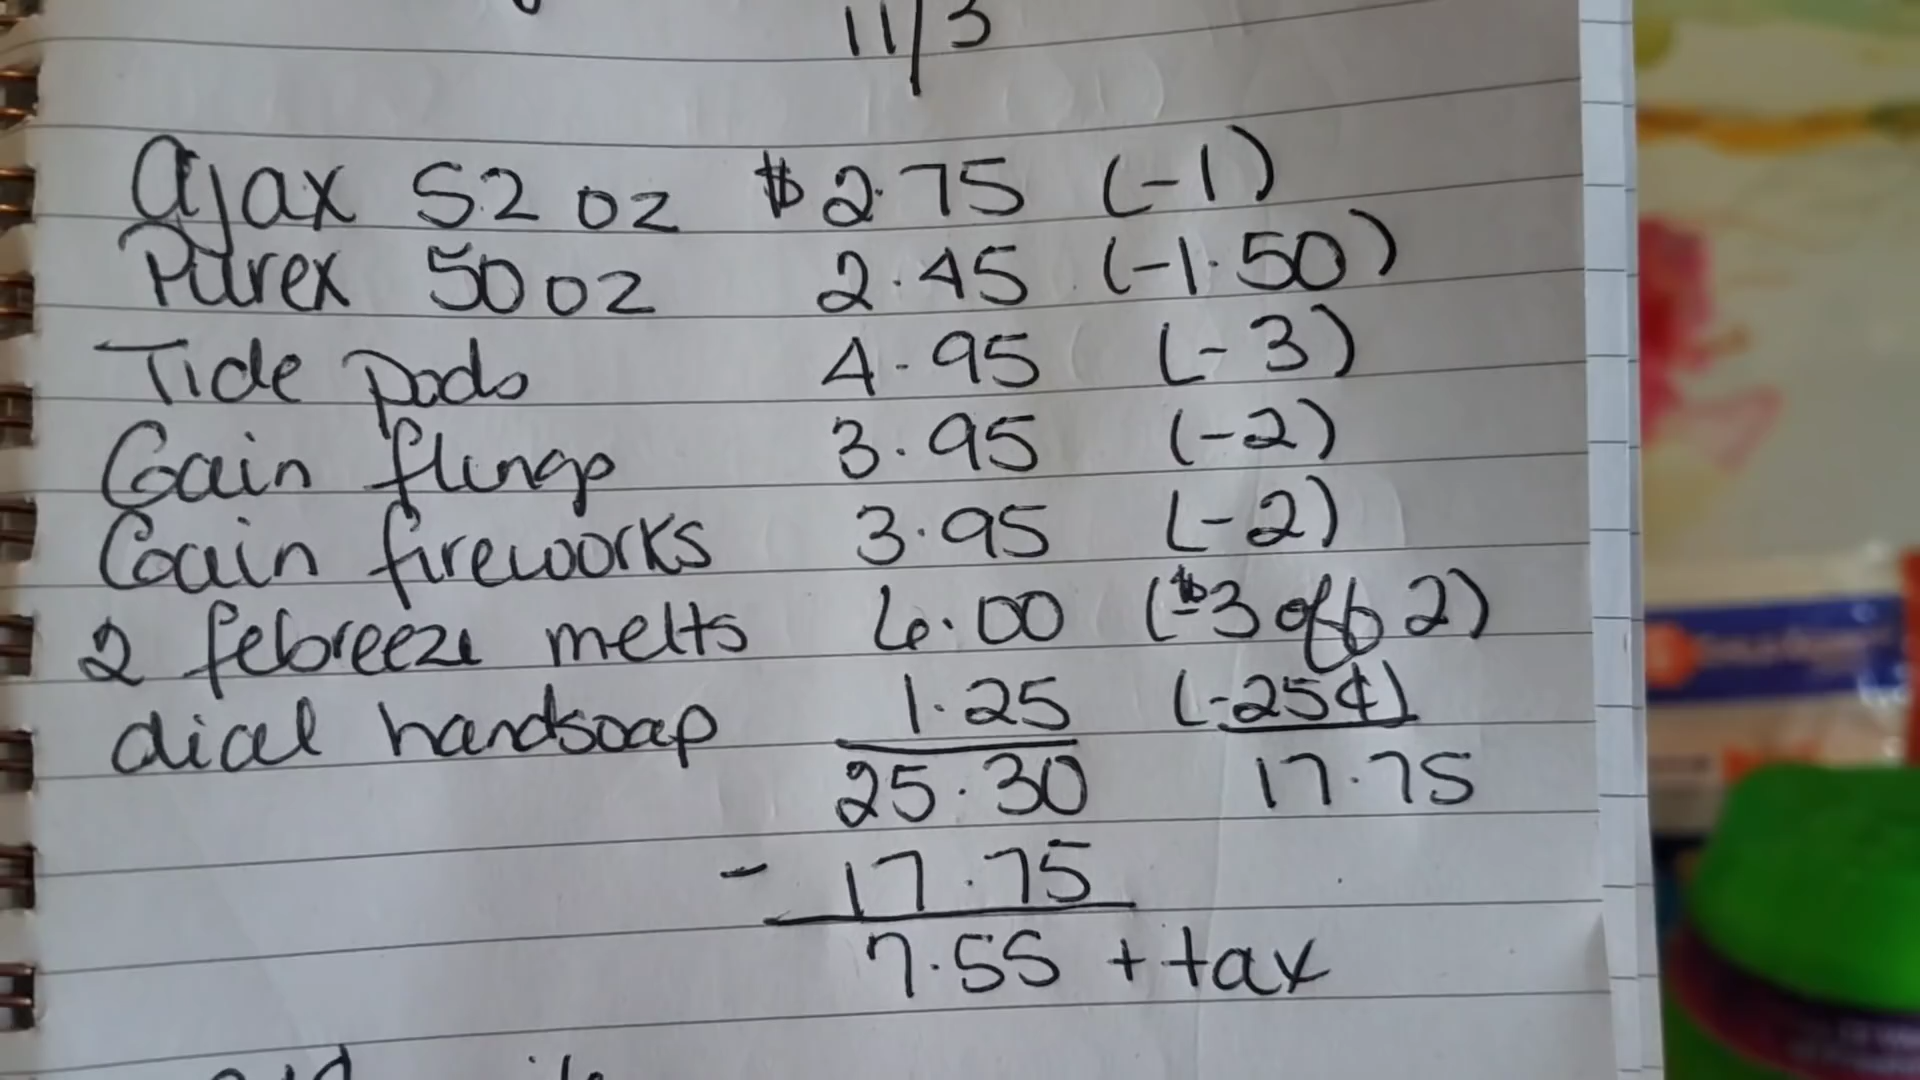 11/3
Ajax 52 oz $2.75 (-1)
Purex 50 oz 2.45 (-1.50)
Tide pods 4.95 (-3)
Gain flings 3.95 (-2)
Gain fireworks 3.95 (-2)
2 febreeze melts 6.00 ($3 off 2)
dial handsoap 1.25 (-25¢)
25.30 17.75
- 17.75
7.55 + tax